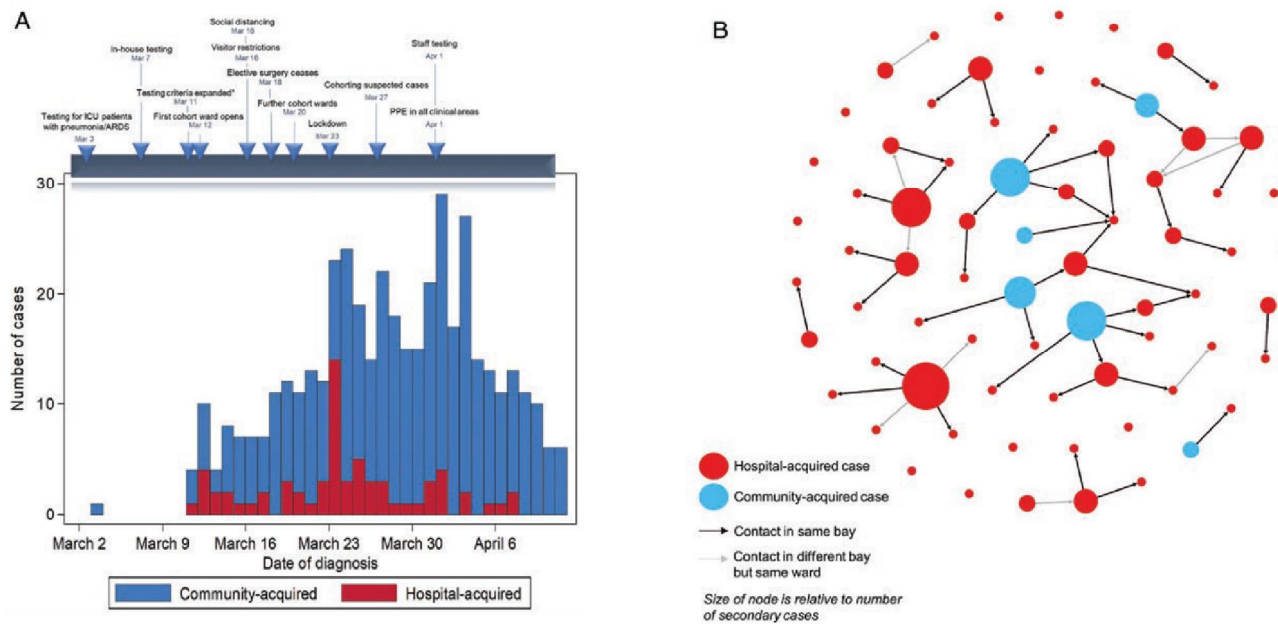 A
Social distancing
Mar 16
In-house testing
Mar 7
Visitor restrictions
Mar 16
Staff testing
Apr 1
Elective surgery ceases
Mar 18
Cohorting suspected cases
Mar 27
Testing criteria expanded*
Mar 11
Further cohort wards
Mar 20
Testing for ICU patients
with pneumonia/ARDS
Mar 3
First cohort ward opens
Mar 12
Lockdown
Mar 23
PPE in all clinical areas
Apr 1
Number of cases
30
20
10
0
March 2
March 9
March 16
March 23
March 30
April 6
Date of diagnosis
Community-acquired
Hospital-acquired
B
Hospital-acquired case
Community-acquired case
Contact in same bay
Contact in different bay
but same ward
Size of node is relative to number
of secondary cases